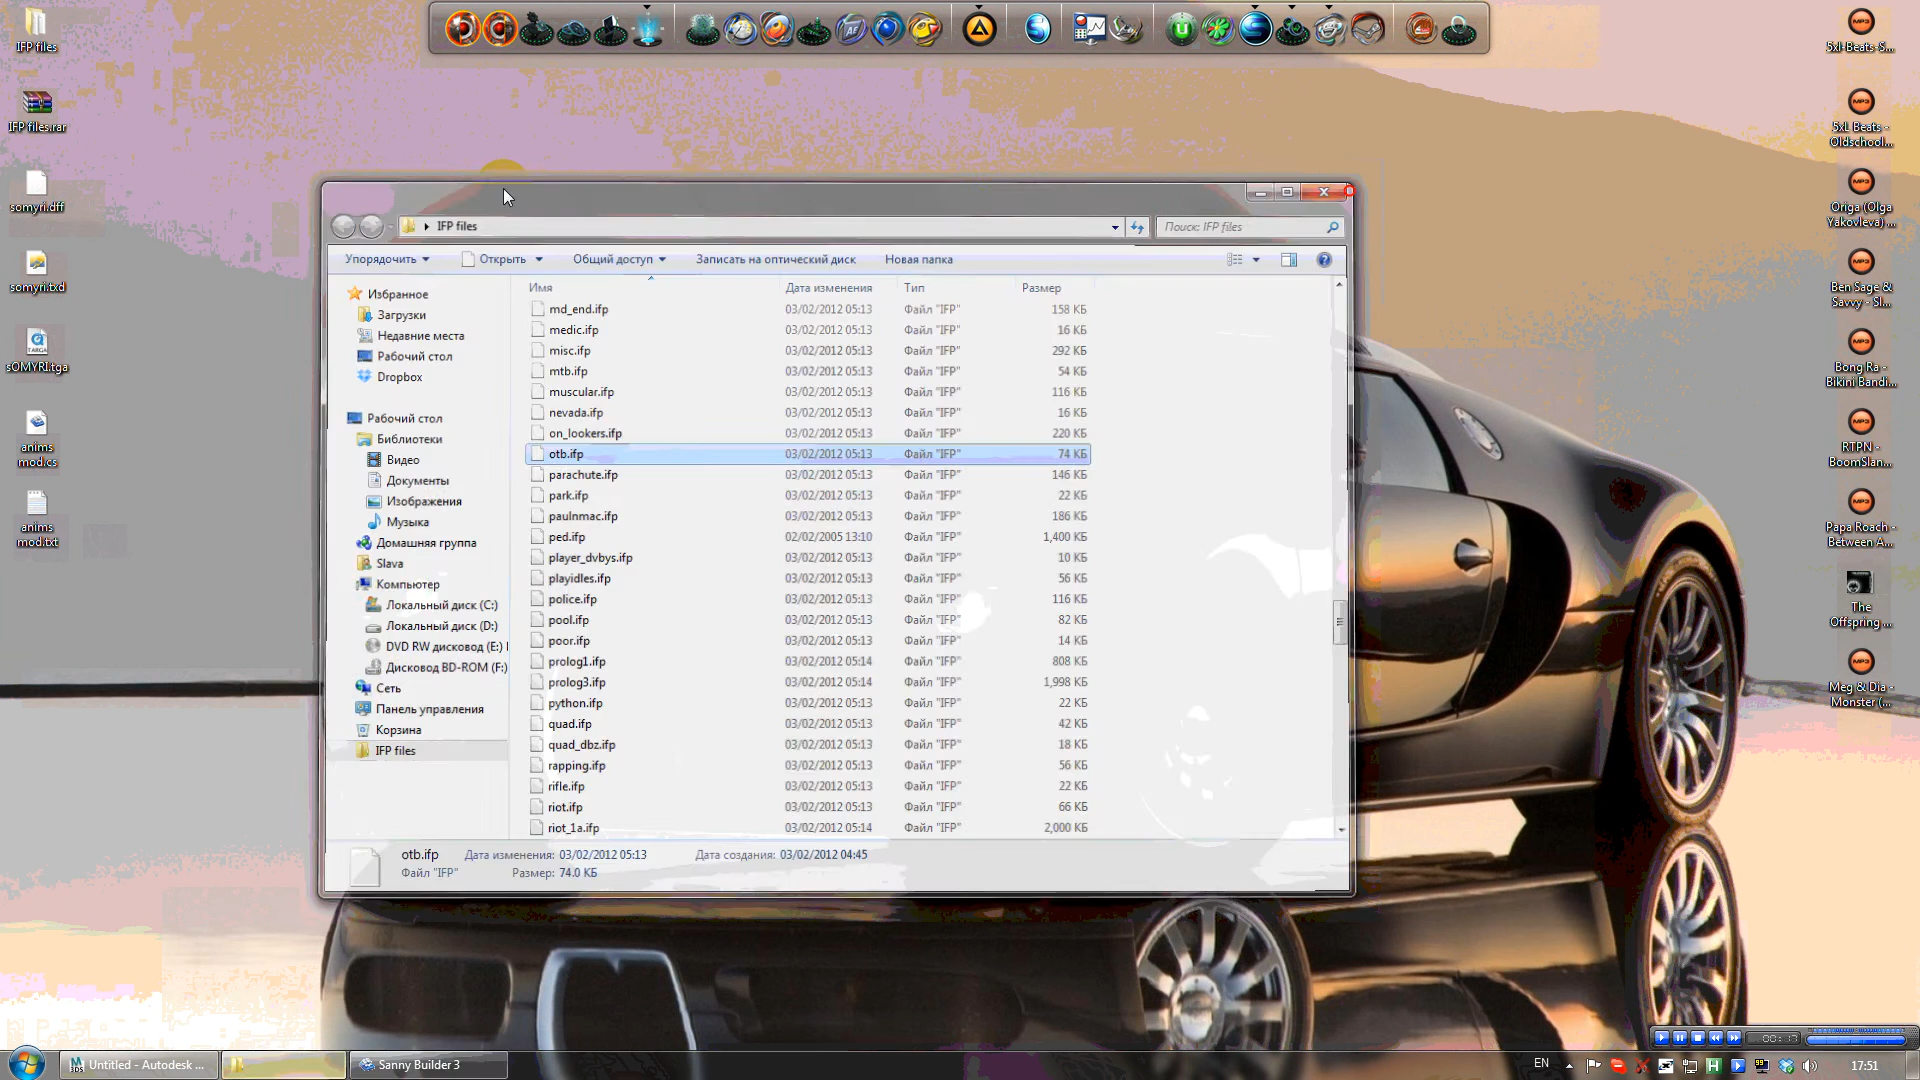 IFP files
IFP files.rar
somyri.dff
somyri.txd
TARGA
sOMYRI.tga
anims
mod.cs
anims
mod.txt
IFP files
Поиск: IFP files
Упорядочить
Открыть
Общий доступ
Записать на оптический диск
Новая папка
Избранное
Загрузки
Недавние места
Рабочий стол
Dropbox
Рабочий стол
Библиотеки
Видео
Документы
Изображения
Музыка
Домашняя группа
Slava
Компьютер
Локальный диск (C:)
Локальный диск (D:)
DVD RW дисковод (E:)
Дисковод BD-ROM (F:)
Сеть
Панель управления
Корзина
IFP files
Имя Дата изменения Тип Размер
md_end.ifp 03/02/2012 05:13 Файл "IFP" 158 КБ
medic.ifp 03/02/2012 05:13 Файл "IFP" 16 КБ
misc.ifp 03/02/2012 05:13 Файл "IFP" 292 КБ
mtb.ifp 03/02/2012 05:13 Файл "IFP" 54 КБ
muscular.ifp 03/02/2012 05:13 Файл "IFP" 116 КБ
nevada.ifp 03/02/2012 05:13 Файл "IFP" 16 КБ
on_lookers.ifp 03/02/2012 05:13 Файл "IFP" 220 КБ
otb.ifp 03/02/2012 05:13 Файл "IFP" 74 КБ
parachute.ifp 03/02/2012 05:13 Файл "IFP" 146 КБ
park.ifp 03/02/2012 05:13 Файл "IFP" 22 КБ
paulnmac.ifp 03/02/2012 05:13 Файл "IFP" 186 КБ
ped.ifp 02/02/2005 13:10 Файл "IFP" 1,400 КБ
player_dvbys.ifp 03/02/2012 05:13 Файл "IFP" 10 КБ
playidles.ifp 03/02/2012 05:13 Файл "IFP" 56 КБ
police.ifp 03/02/2012 05:13 Файл "IFP" 116 КБ
pool.ifp 03/02/2012 05:13 Файл "IFP" 82 КБ
poor.ifp 03/02/2012 05:13 Файл "IFP" 14 КБ
prolog1.ifp 03/02/2012 05:14 Файл "IFP" 808 КБ
prolog3.ifp 03/02/2012 05:14 Файл "IFP" 1,998 КБ
python.ifp 03/02/2012 05:13 Файл "IFP" 22 КБ
quad.ifp 03/02/2012 05:13 Файл "IFP" 42 КБ
quad_dbz.ifp 03/02/2012 05:13 Файл "IFP" 18 КБ
rapping.ifp 03/02/2012 05:13 Файл "IFP" 56 КБ
rifle.ifp 03/02/2012 05:13 Файл "IFP" 22 КБ
riot.ifp 03/02/2012 05:13 Файл "IFP" 66 КБ
riot_1a.ifp 03/02/2012 05:14 Файл "IFP" 2,000 КБ
otb.ifp Дата изменения: 03/02/2012 05:13 Дата создания: 03/02/2012 04:45
Файл "IFP" Размер: 74.0 КБ
MP3
5xl-Beats-S...
MP3
5xL Beats -
Oldschool...
MP3
Origa (Olga
Yakovleva) ...
MP3
Ben Sage &
Savvy - Sl...
MP3
Bong Ra -
Bikini Bandi...
MP3
RTPN -
BoomSlan...
MP3
Papa Roach -
Between A...
The
Offspring ...
MP3
Meg & Dia -
Monster (...
Untitled - Autodesk ...
Sanny Builder 3
EN
17:51